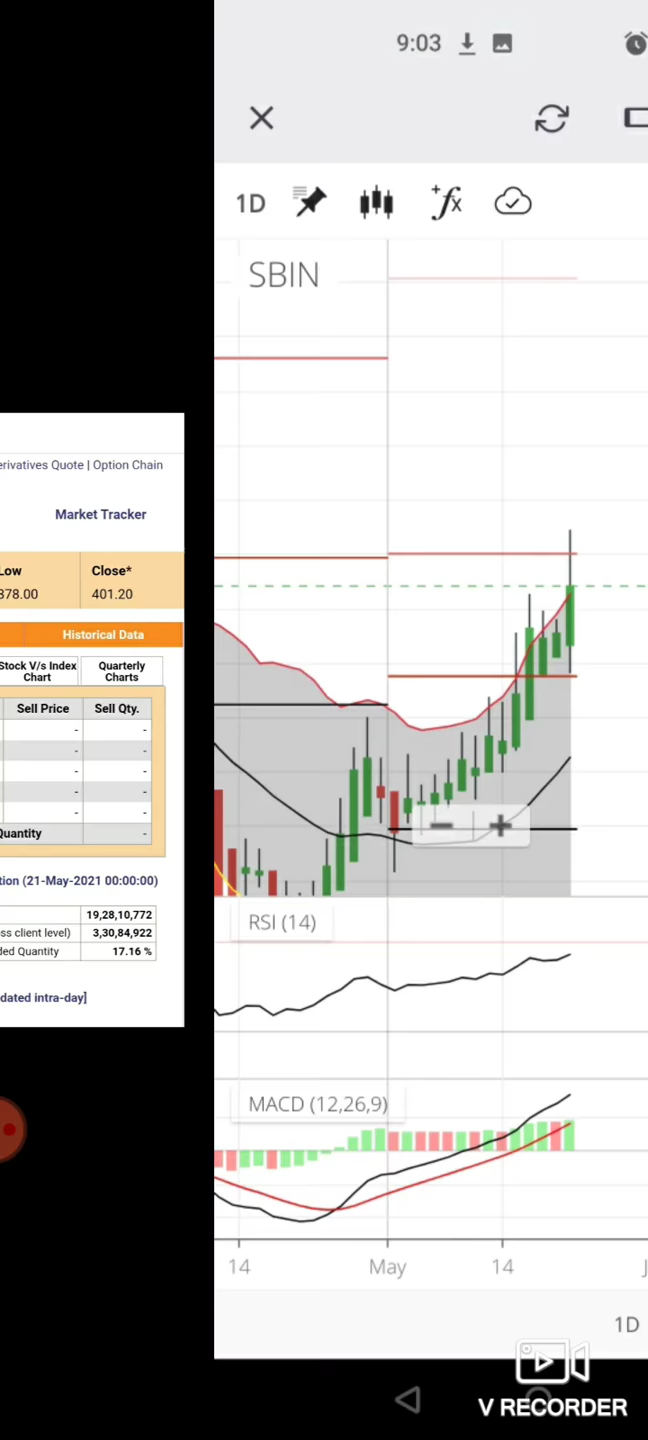 erivatives Quote | Option Chain
Market Tracker
Low Close*
378.00 401.20
Historical Data
Stock V/s Index Chart
Quarterly Charts
Sell Price Sell Qty.
- -
- -
- -
- -
- -
Quantity -
tion (21-May-2021 00:00:00)
19,28,10,772
ss client level) 3,30,84,922
ded Quantity 17.16 %
dated intra-day]
9:03
1D
+fx
SBIN
RSI (14)
MACD (12,26,9)
14 May 14
1D
V RECORDER